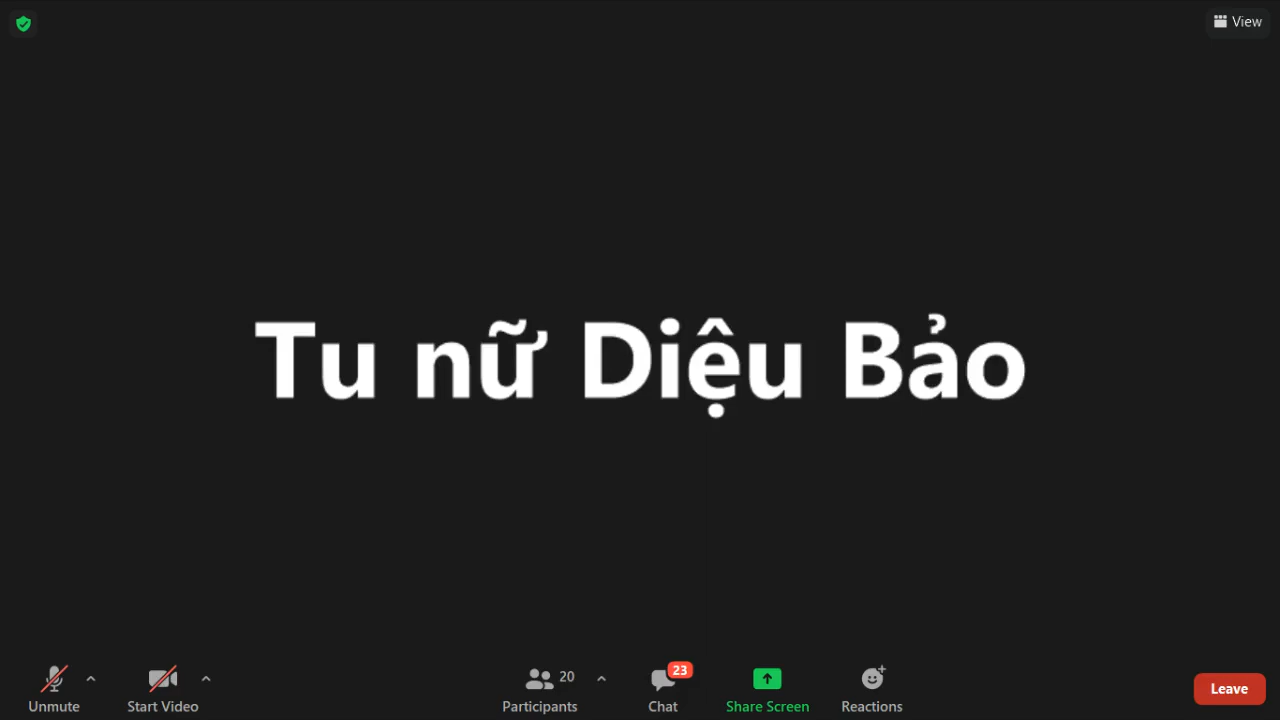 View
Tu nữ Diệu Bảo
20
23
Unmute
Start Video
Participants
Chat
Share Screen
Reactions
Leave